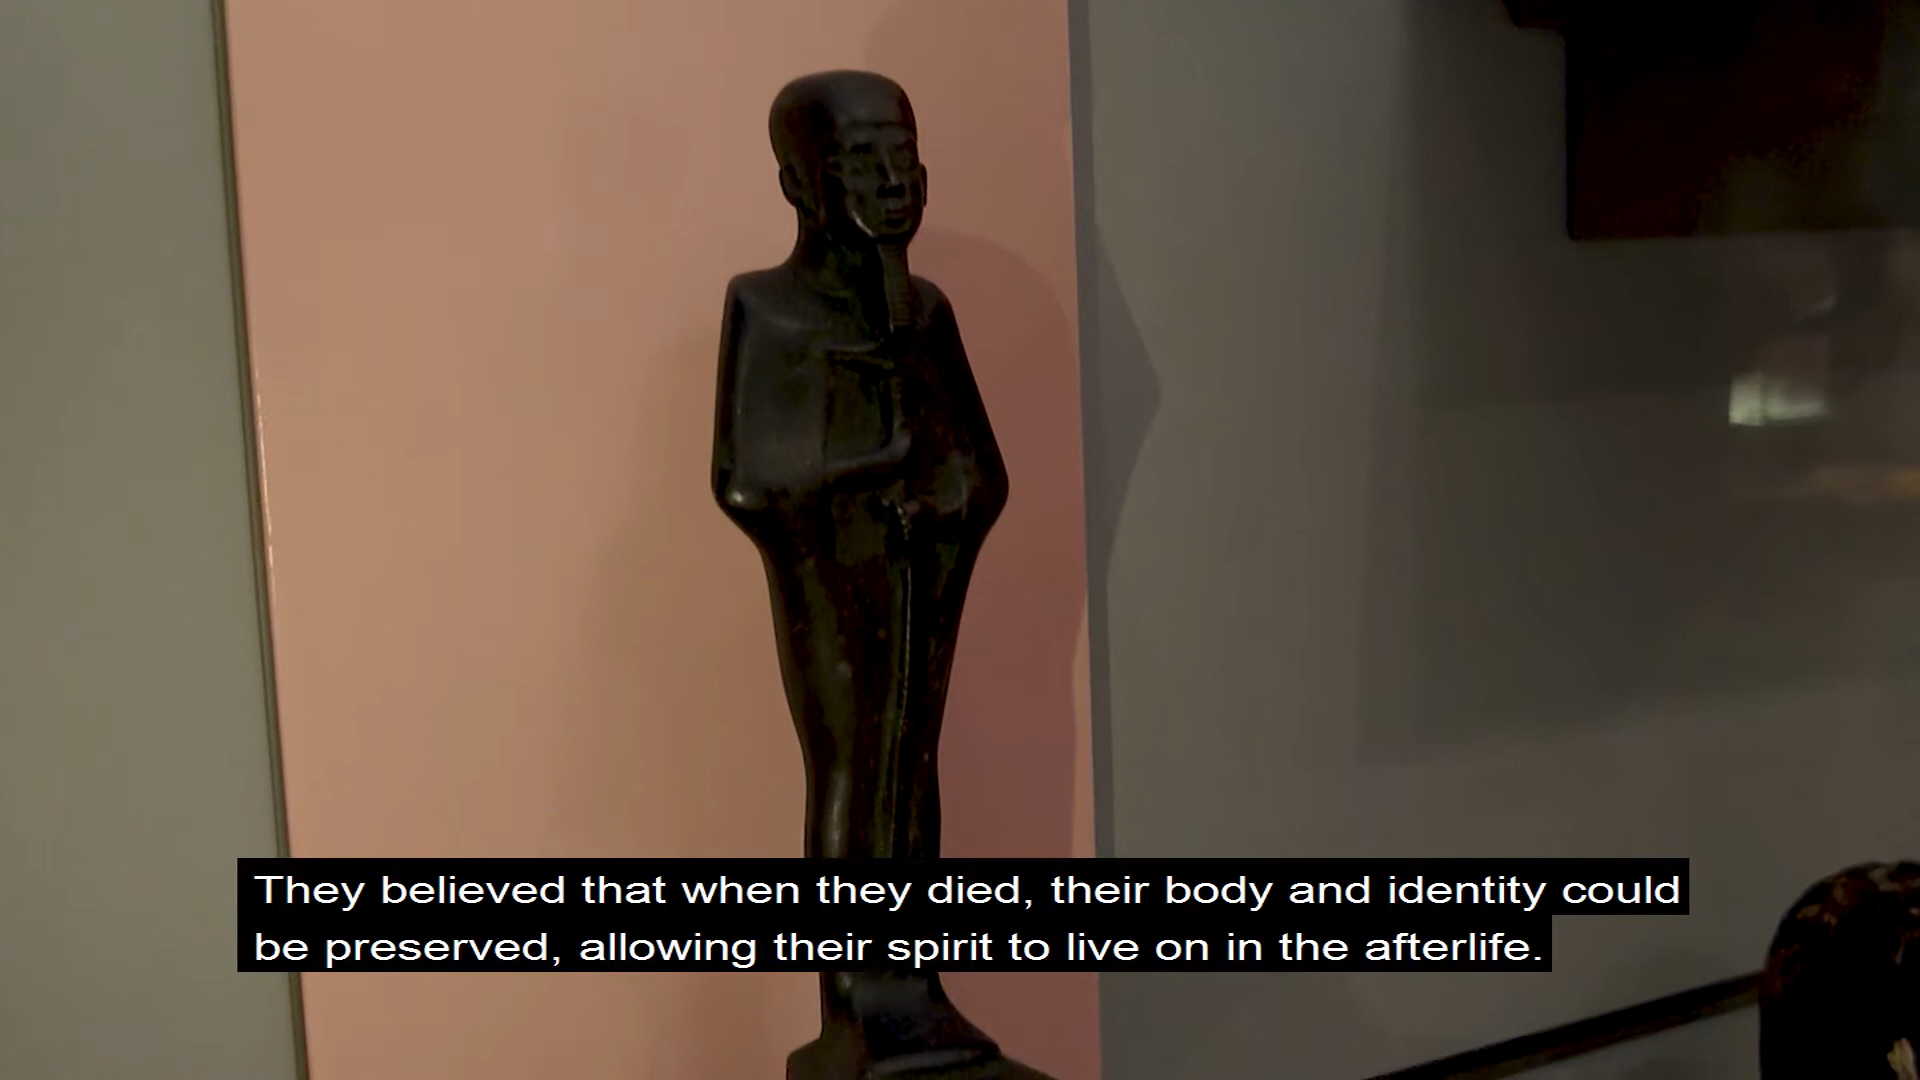 They believed that when they died, their body and identity could
be preserved, allowing their spirit to live on in the afterlife.